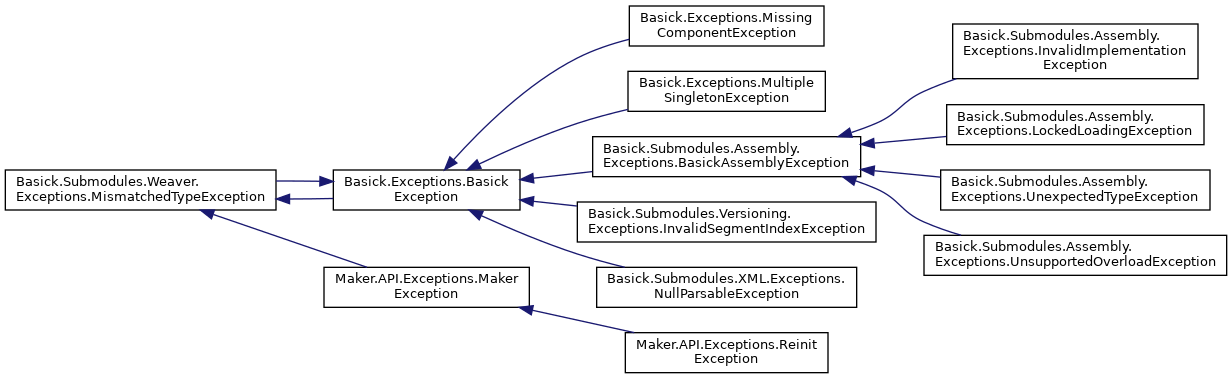 Basick.Exceptions.Missing
ComponentException
Basick.Submodules.Assembly.
Exceptions.InvalidImplementation
Exception
Basick.Exceptions.Multiple
SingletonException
Basick.Submodules.Assembly.
Exceptions.LockedLoadingException
Basick.Submodules.Assembly.
Exceptions.BasickAssemblyException
Basick.Submodules.Weaver.
Exceptions.MismatchedTypeException
Basick.Exceptions.Basick
Exception
Basick.Submodules.Assembly.
Exceptions.UnexpectedTypeException
Basick.Submodules.Versioning.
Exceptions.InvalidSegmentIndexException
Basick.Submodules.Assembly.
Exceptions.UnsupportedOverloadException
Maker.API.Exceptions.Maker
Exception
Basick.Submodules.XML.Exceptions.
NullParsableException
Maker.API.Exceptions.Reinit
Exception